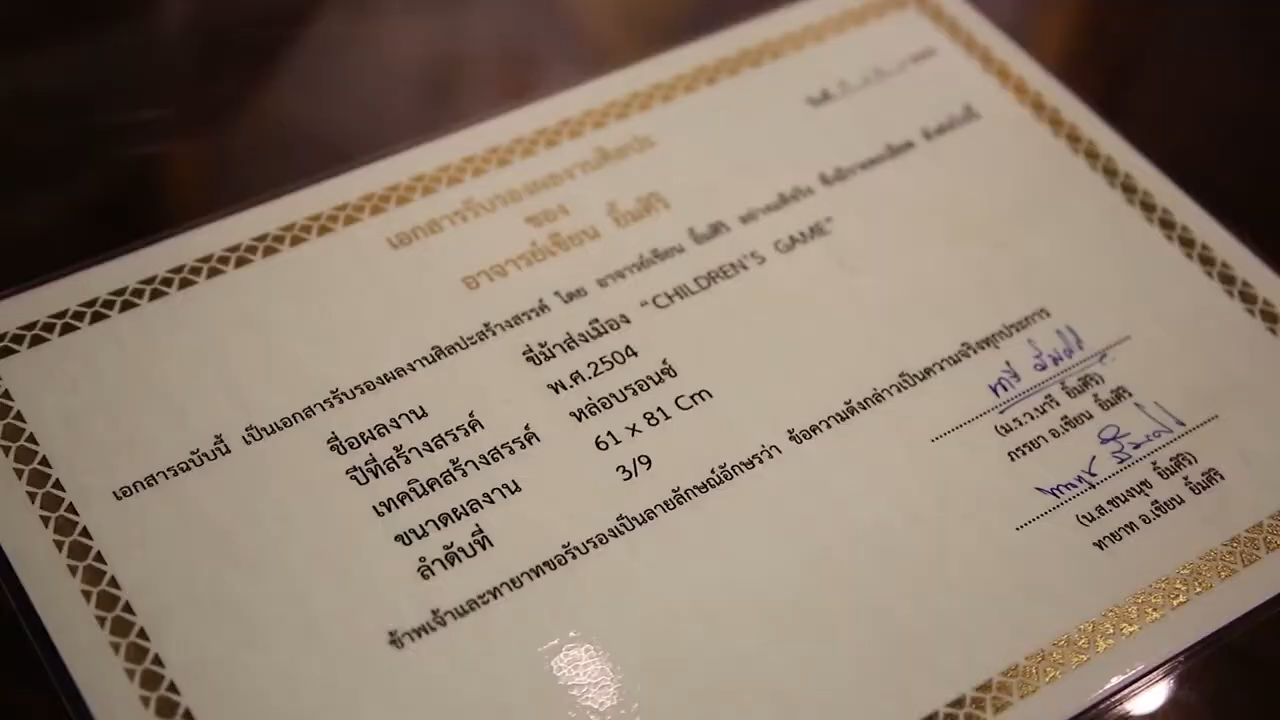 เอกสารรับรองผลงานศิลปะ
ของ
อาจารย์เขียน ยิ้มศิริ
เอกสารฉบับนี้ เป็นเอกสารรับรองผลงานศิลปะสร้างสรรค์ โดย อาจารย์เขียน ยิ้มศิริ
ชื่อผลงาน ขี่ม้าส่งเมือง "CHILDREN'S GAME"
ปีที่สร้างสรรค์ พ.ศ.2504
เทคนิคสร้างสรรค์ หล่อบรอนซ์
ขนาดผลงาน 61 x 81 Cm
ลำดับที่ 3/9
ข้าพเจ้าและทายาทขอรับรองเป็นลายลักษณ์อักษรว่า ข้อความดังกล่าวเป็นความจริงทุกประการ
(ม.ร.ว.นารี ยิ้มศิริ)
ภรรยา อ.เขียน ยิ้มศิริ
(น.ส.ชนงนุช ยิ้มศิริ)
ทายาท อ.เขียน ยิ้มศิริ